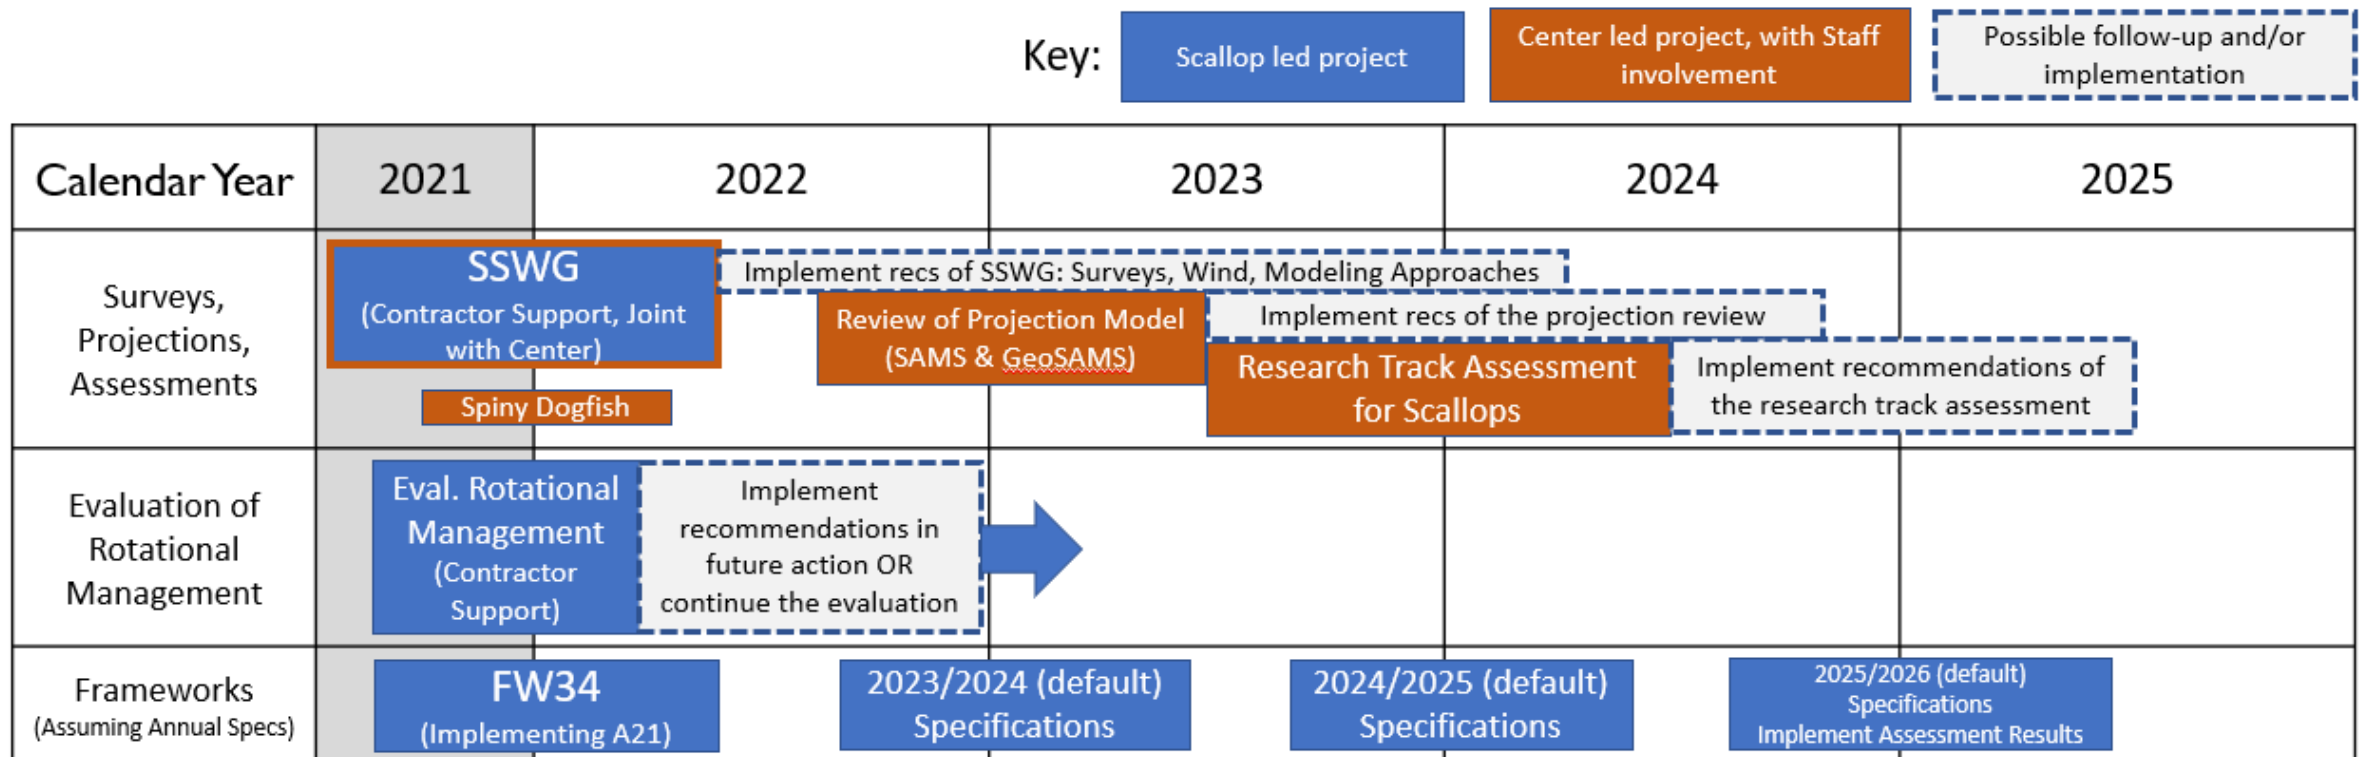 Key:
Scallop led project
Center led project, with Staff
involvement
Possible follow-up and/or
implementation
Calendar Year
2021
2022
2023
2024
2025
Surveys,
Projections,
Assessments
SSWG
(Contractor Support, Joint
with Center)
Implement recs of SSWG: Surveys, Wind, Modeling Approaches
Review of Projection Model
(SAMS & GeoSAMS)
Implement recs of the projection review
Research Track Assessment
for Scallops
Implement recommendations of
the research track assessment
Spiny Dogfish
Evaluation of
Rotational
Management
Eval. Rotational
Management
(Contractor
Support)
Implement
recommendations in
future action OR
continue the evaluation
Frameworks
(Assuming Annual Specs)
FW34
(Implementing A21)
2023/2024 (default)
Specifications
2024/2025 (default)
Specifications
2025/2026 (default)
Specifications
Implement Assessment Results